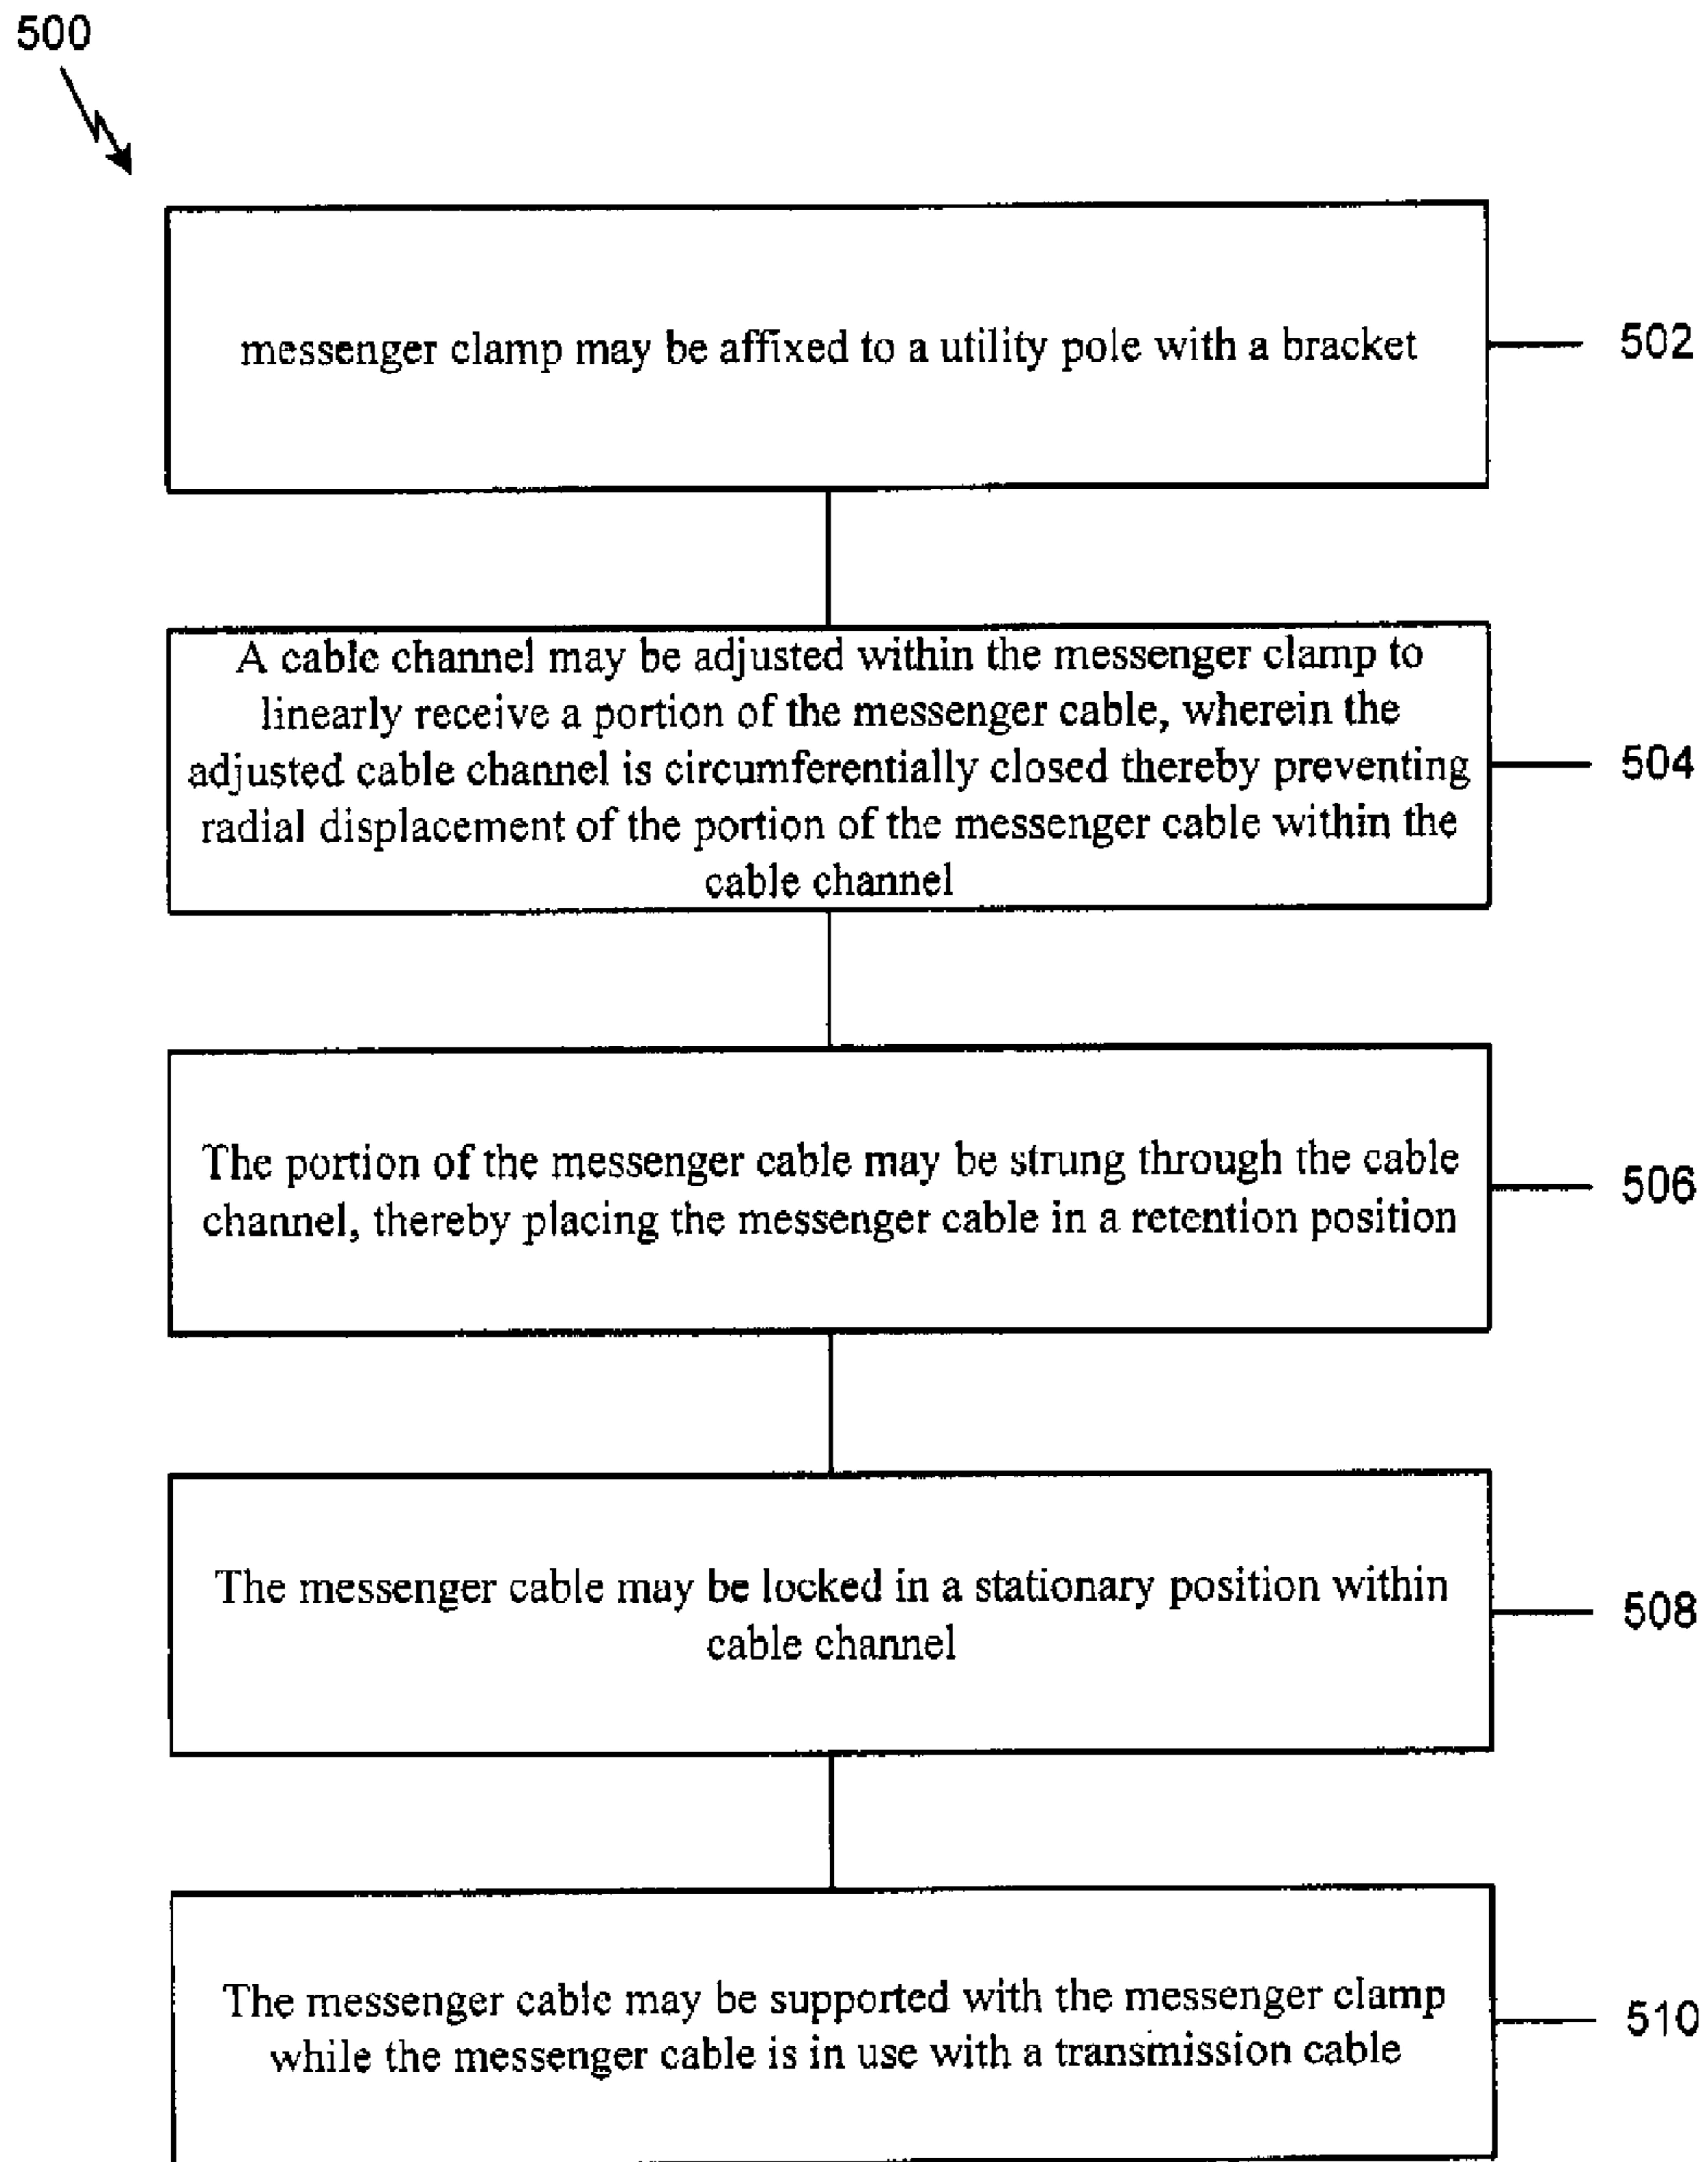 500
messenger clamp may be affixed to a utility pole with a bracket
502
A cable channel may be adjusted within the messenger clamp to
linearly receive a portion of the messenger cable, wherein the
adjusted cable channel is circumferentially closed thereby preventing
radial displacement of the portion of the messenger cable within the
cable channel
504
The portion of the messenger cable may be strung through the cable
channel, thereby placing the messenger cable in a retention position
506
The messenger cable may be locked in a stationary position within
cable channel
508
The messenger cable may be supported with the messenger clamp
while the messenger cable is in use with a transmission cable
510